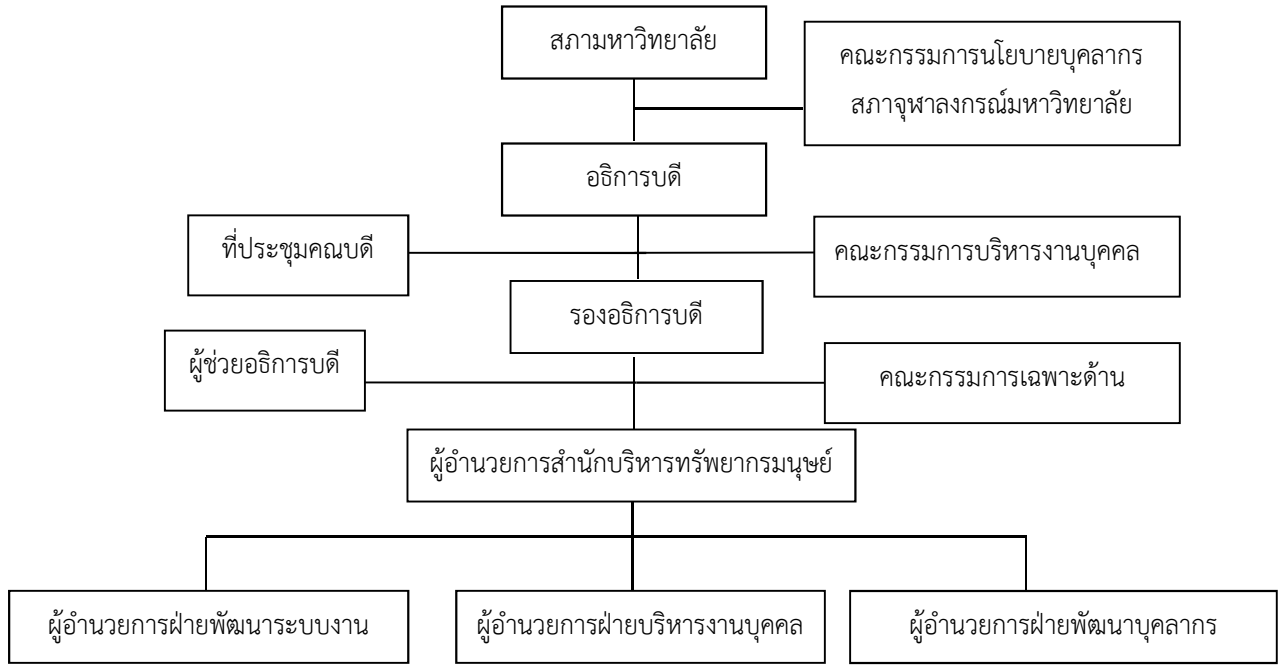 สภามหาวิทยาลัย
คณะกรรมการนโยบายบุคลากร
สภาจุฬาลงกรณ์มหาวิทยาลัย
อธิการบดี
ที่ประชุมคณบดี
คณะกรรมการบริหารงานบุคคล
รองอธิการบดี
ผู้ช่วยอธิการบดี
คณะกรรมการเฉพาะด้าน
ผู้อำนวยการสำนักบริหารทรัพยากรมนุษย์
ผู้อำนวยการฝ่ายพัฒนาระบบงาน
ผู้อำนวยการฝ่ายบริหารงานบุคคล
ผู้อำนวยการฝ่ายพัฒนาบุคลากร